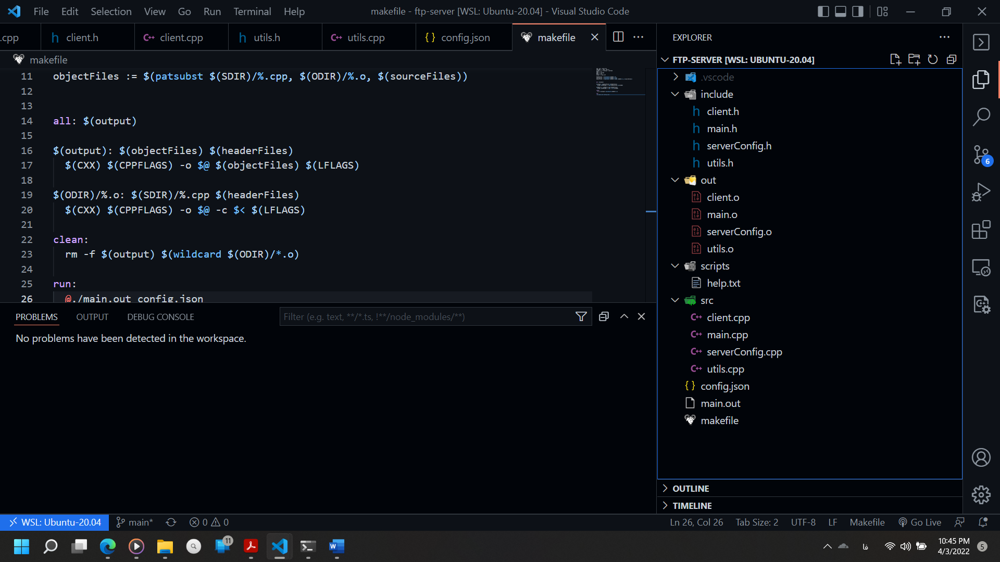 File Edit Selection View Go Run Terminal Help
makefile - ftp-server [WSL: Ubuntu-20.04] - Visual Studio Code
.cpp
client.h
client.cpp
utils.h
utils.cpp
config.json
makefile
makefile
11 objectFiles := $(patsubst $(SDIR)/%.cpp, $(ODIR)/%.o, $(sourceFiles))
12
13
14 all: $(output)
15
16 $(output): $(objectFiles) $(headerFiles)
17 $(CXX) $(CPPFLAGS) -o $@ $(objectFiles) $(LFLAGS)
18
19 $(ODIR)/%.o: $(SDIR)/%.cpp $(headerFiles)
20 $(CXX) $(CPPFLAGS) -o $@ -c $< $(LFLAGS)
21
22 clean:
23 rm -f $(output) $(wildcard $(ODIR)/*.o)
24
25 run:
26 @./main.out config.json
PROBLEMS OUTPUT DEBUG CONSOLE
Filter (e.g. text, **/*.ts, !**/node_modules/**)
No problems have been detected in the workspace.
EXPLORER
FTP-SERVER [WSL: UBUNTU-20.04]
.vscode
include
client.h
main.h
serverConfig.h
utils.h
out
client.o
main.o
serverConfig.o
utils.o
scripts
help.txt
src
client.cpp
main.cpp
serverConfig.cpp
utils.cpp
config.json
main.out
makefile
OUTLINE
TIMELINE
6
WSL: Ubuntu-20.04 main* 0 0
Ln 26, Col 26 Tab Size: 2 UTF-8 LF Makefile Go Live
11
فا
10:45 PM
4/3/2022
5